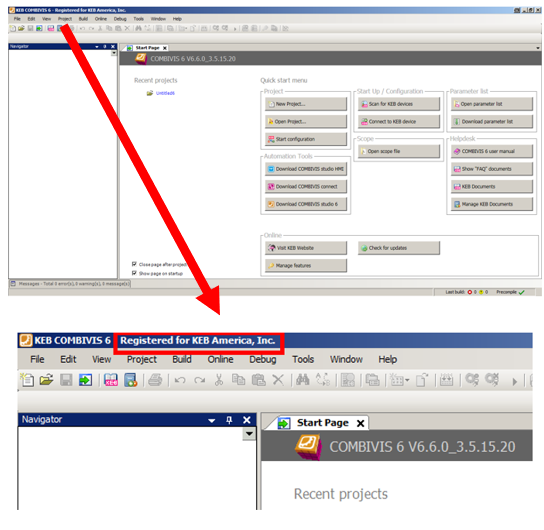 KEB COMBIVIS 6 - Registered for KEB America, Inc.
File Edit View Project Build Online Debug Tools Window Help
Navigator
Start Page
COMBIVIS 6 V6.6.0_3.5.15.20
Recent projects
Untitled6
Quick start menu
Project
New Project...
Open Project...
Start configuration
Start Up / Configuration
Scan for KEB devices
Connect to KEB device
Parameter list
Open parameter list
Download parameter list
Scope
Open scope file
Helpdesk
COMBIVIS 6 user manual
Show "FAQ" documents
KEB Documents
Manage KEB Documents
Automation Tools
Download COMBIVIS studio HMI
Download COMBIVIS connect
Download COMBIVIS studio 6
Online
Visit KEB Website
Check for updates
Manage features
Close page after project
Show page on startup
Messages - Total 0 error(s), 5 warning(s), 3 message(s)
Last build: 0 0 Precompile
KEB COMBIVIS 6 Registered for KEB America, Inc.
File Edit View Project Build Online Debug Tools Window Help
Navigator
Start Page
COMBIVIS 6 V6.6.0_3.5.15.20
Recent projects